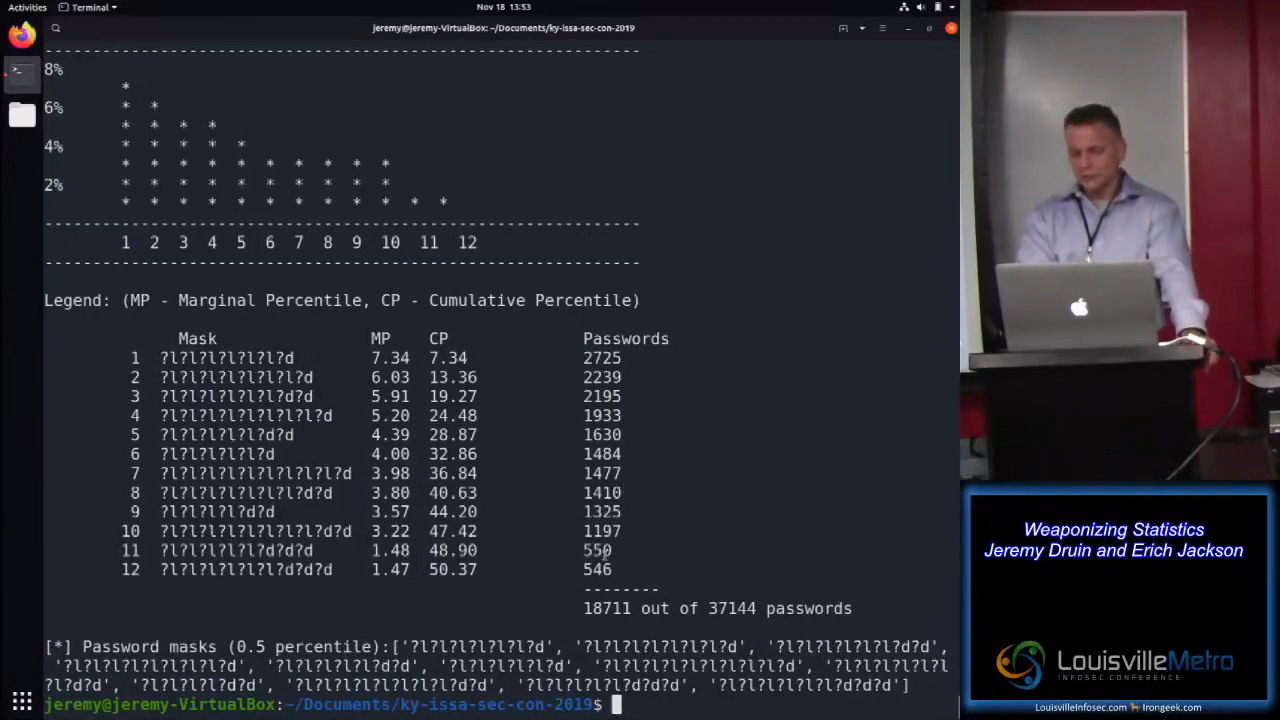 Activities Terminal Nov 18 13:53
jeremy@jeremy-VirtualBox: ~/Documents/ky-issa-sec-con-2019
--------------------------------------------------------------
8%
*
6% * *
* * * *
4% * * * * *
* * * * * * * * *
2% * * * * * * * * *
* * * * * * * * * * * *
--------------------------------------------------------------
1 2 3 4 5 6 7 8 9 10 11 12
--------------------------------------------------------------
Legend: (MP - Marginal Percentile, CP - Cumulative Percentile)
Mask MP CP Passwords
1 ?l?l?l?l?l?l?d 7.34 7.34 2725
2 ?l?l?l?l?l?l?l?d 6.03 13.36 2239
3 ?l?l?l?l?l?l?d?d 5.91 19.27 2195
4 ?l?l?l?l?l?l?l?l?d 5.20 24.48 1933
5 ?l?l?l?l?l?d?d 4.39 28.87 1630
6 ?l?l?l?l?l?d 4.00 32.86 1484
7 ?l?l?l?l?l?l?l?l?l?d 3.98 36.84 1477
8 ?l?l?l?l?l?l?l?d?d 3.80 40.63 1410
9 ?l?l?l?l?d?d 3.57 44.20 1325
10 ?l?l?l?l?l?l?l?l?d?d 3.22 47.42 1197
11 ?l?l?l?l?l?d?d?d 1.48 48.90 550
12 ?l?l?l?l?l?l?d?d?d 1.47 50.37 546
--------
18711 out of 37144 passwords
[*] Password masks (0.5 percentile):['?l?l?l?l?l?l?d', '?l?l?l?l?l?l?l?d', '?l?l?l?l?l?l?d?d',
'?l?l?l?l?l?l?l?l?d', '?l?l?l?l?l?d?d', '?l?l?l?l?l?d', '?l?l?l?l?l?l?l?l?l?d', '?l?l?l?l?l?l
?l?d?d', '?l?l?l?l?d?d', '?l?l?l?l?l?l?l?l?d?d', '?l?l?l?l?l?d?d?d', '?l?l?l?l?l?l?d?d?d']
jeremy@jeremy-VirtualBox:~/Documents/ky-issa-sec-con-2019$
Weaponizing Statistics
Jeremy Druin and Erich Jackson
LouisvilleMetro
INFOSEC CONFERENCE
LouisvilleInfosec.com Irongeek.com